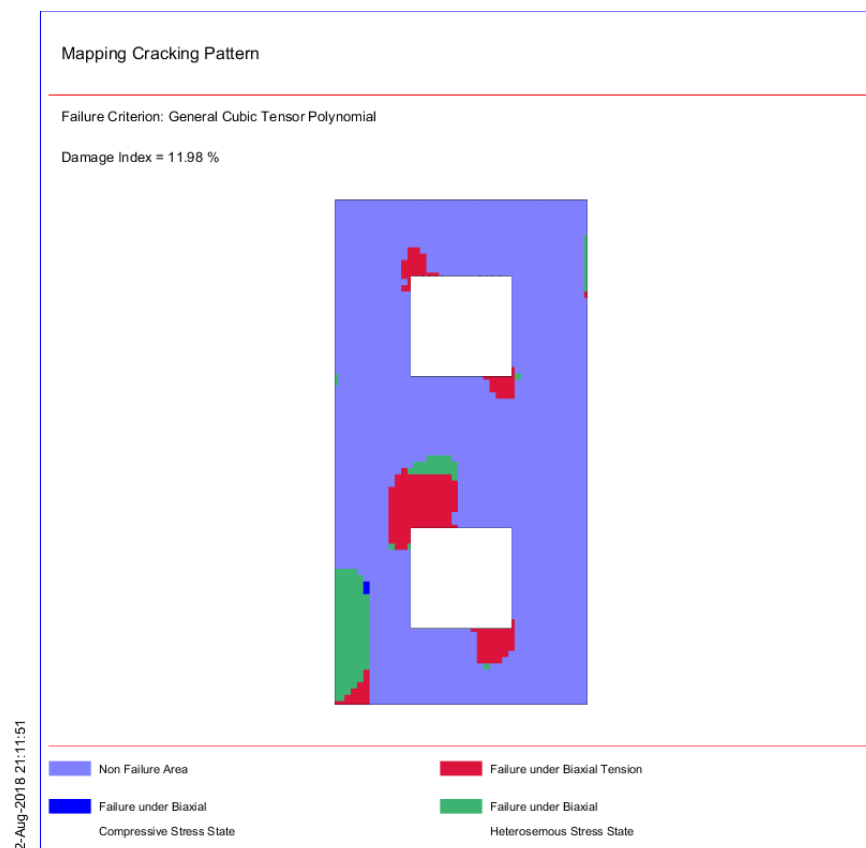 Mapping Cracking Pattern
Failure Criterion: General Cubic Tensor Polynomial
Damage Index = 11.98 %
2-Aug-2018 21:11:51
Non Failure Area
Failure under Biaxial Tension
Failure under Biaxial
Compressive Stress State
Failure under Biaxial
Heterosemous Stress State